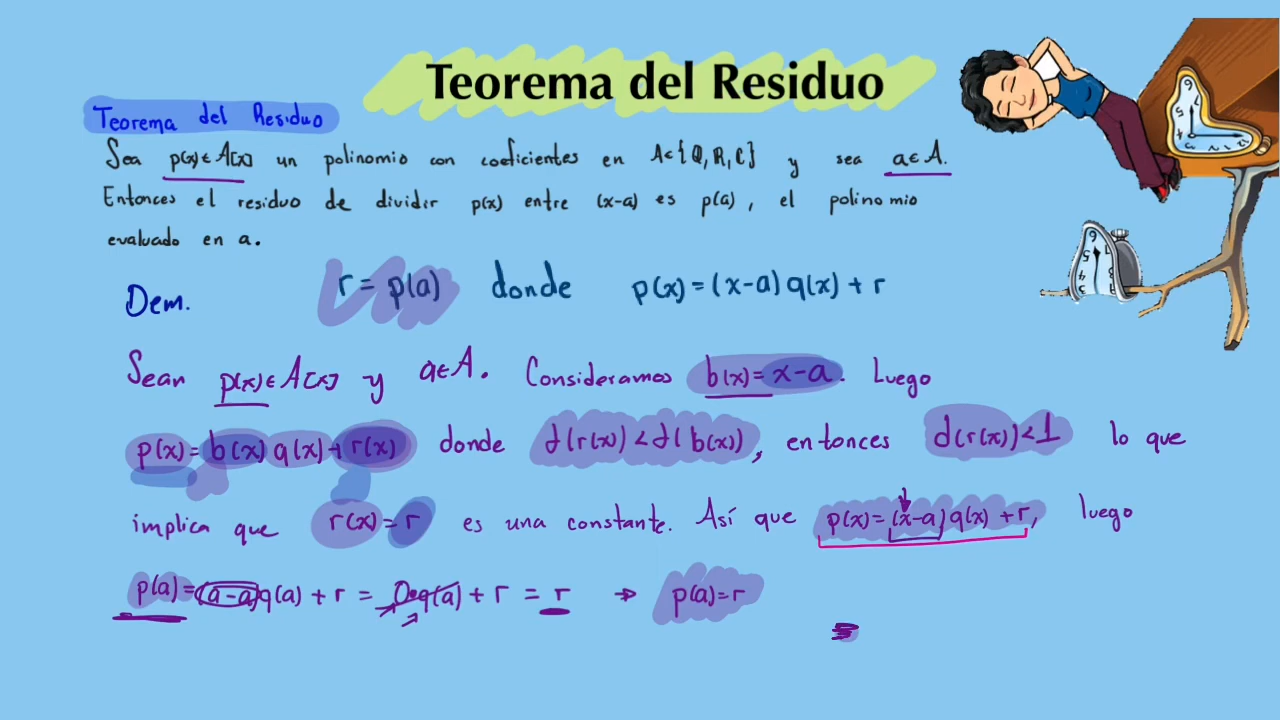 Teorema del Residuo
Teorema del Residuo
Sea p(x) ∈ A[x] un polinomio con coeficientes en A∈{Q,R,C} y sea a∈A.
Entonces el residuo de dividir p(x) entre (x-a) es p(a), el polinomio
evaluado en a.
r = p(a) donde p(x) = (x-a) q(x) + r
Dem.
Sean p(x) ∈ A[x] y a∈A. Consideramos b(x) = x-a. Luego
p(x) = b(x) q(x) + r(x) donde d(r(x)) < d(b(x)), entonces d(r(x)) < 1 lo que
implica que r(x) = r es una constante. Así que p(x) = (x-a) q(x) + r, luego
p(a) = (a-a) q(a) + r = 0•q(a) + r = r → p(a) = r